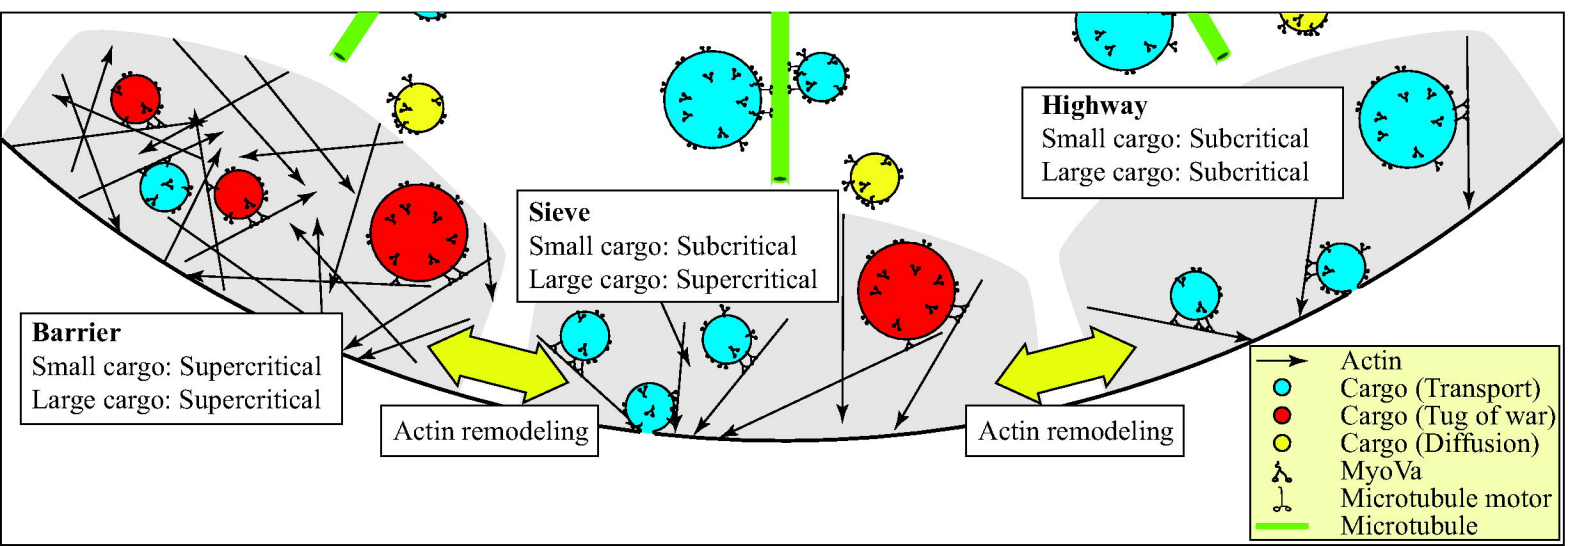 Highway
Small cargo: Subcritical
Large cargo: Subcritical
Sieve
Small cargo: Subcritical
Large cargo: Supercritical
Barrier
Small cargo: Supercritical
Large cargo: Supercritical
Actin remodeling
Actin remodeling
Actin
Cargo (Transport)
Cargo (Tug of war)
Cargo (Diffusion)
MyoVa
Microtubule motor
Microtubule